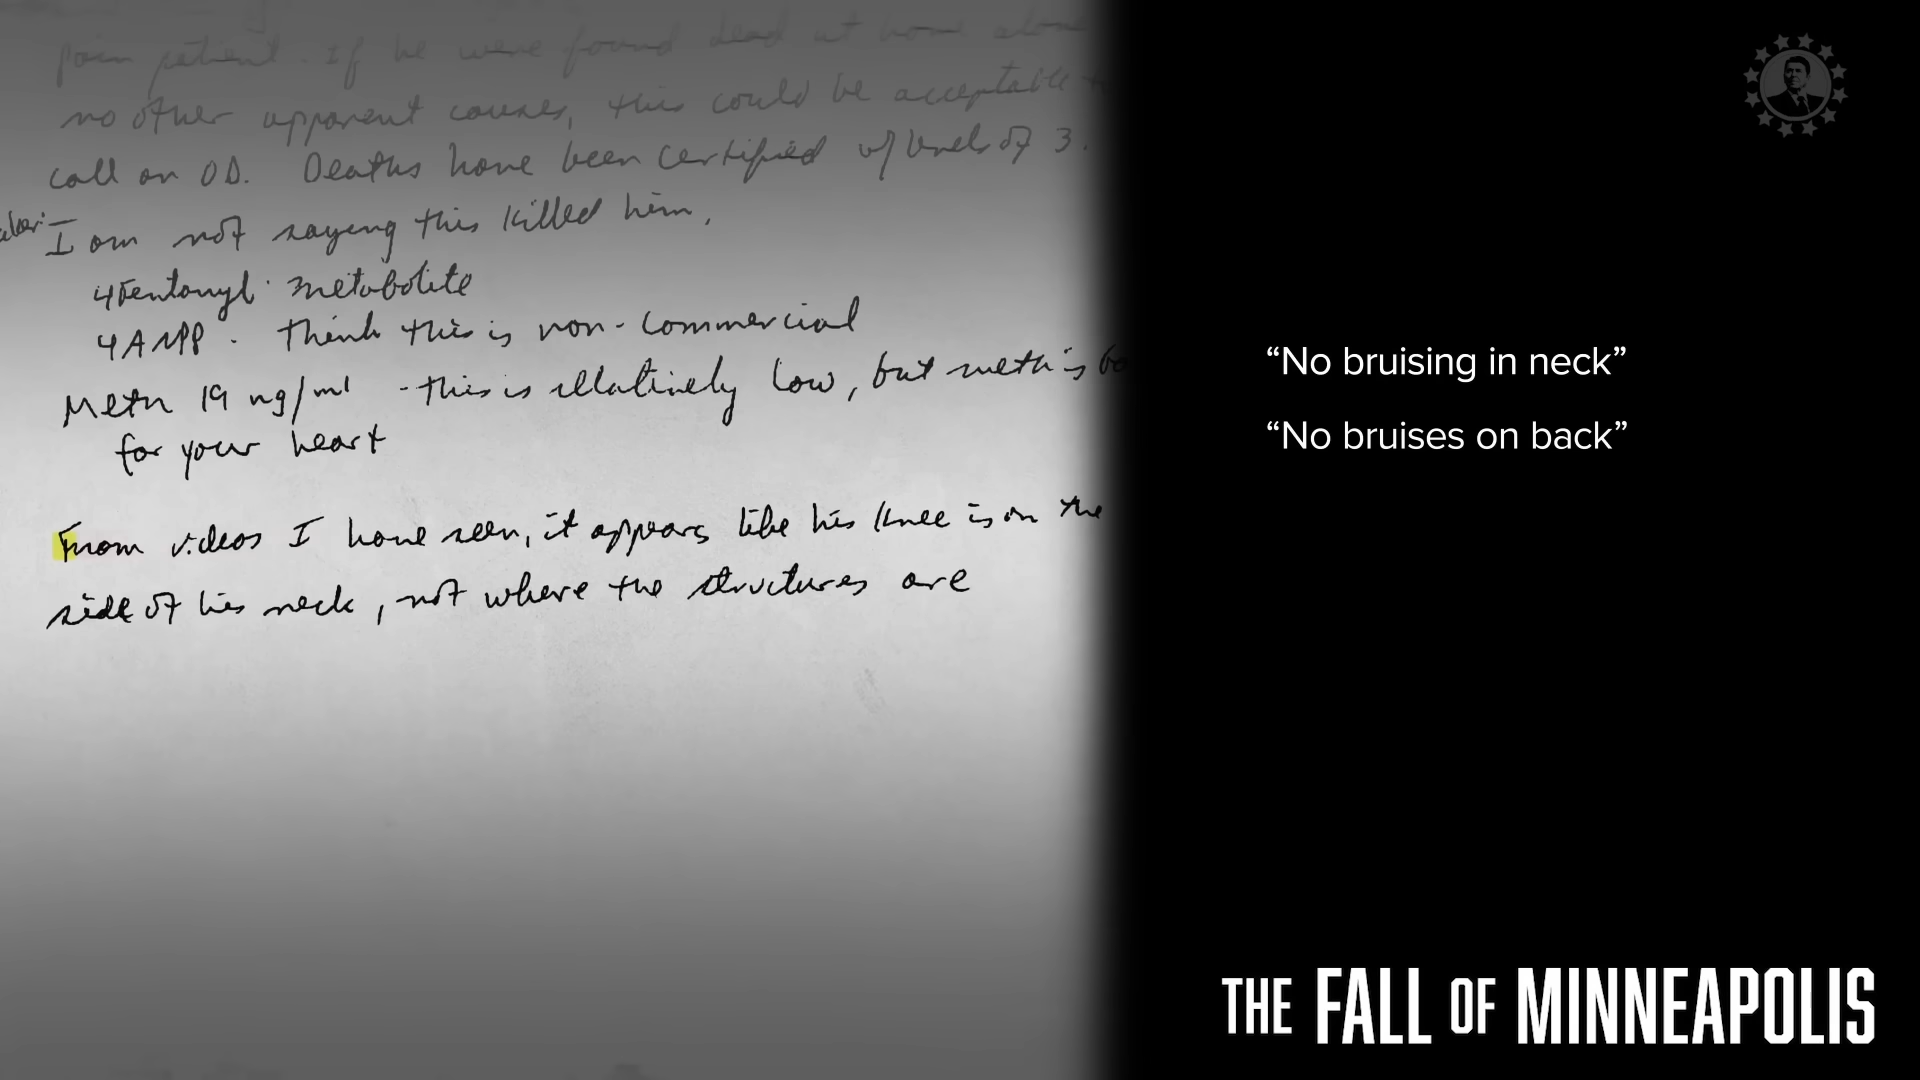 pain patient. If he were found dead at home alone
no other apparent causes, this could be acceptable to
call an OD. Deaths have been certified w/ levels of 3.
I am not saying this killed him.
4Fentanyl metabolite
4ANPP. Think this is non-commercial
Meth 19 ng/ml - this is relatively low, but meth is
for your heart
From videos I have seen, it appears like his knee is on the
side of his neck, not where the structures are
“No bruising in neck”
“No bruises on back”
THE FALL OF MINNEAPOLIS